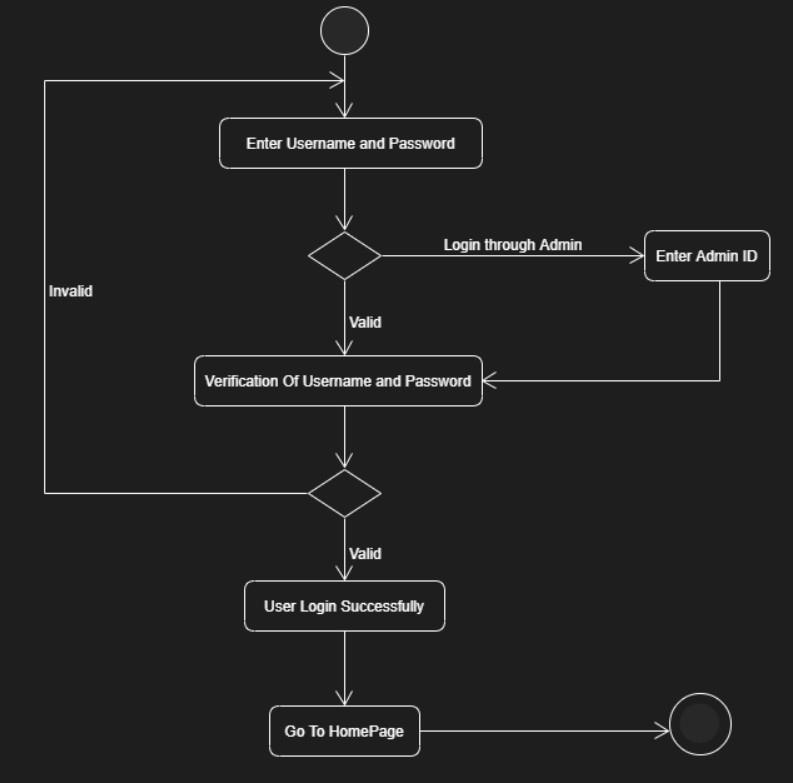 Enter Username and Password
Login through Admin
Enter Admin ID
Invalid
Valid
Verification Of Username and Password
Valid
User Login Successfully
Go To HomePage